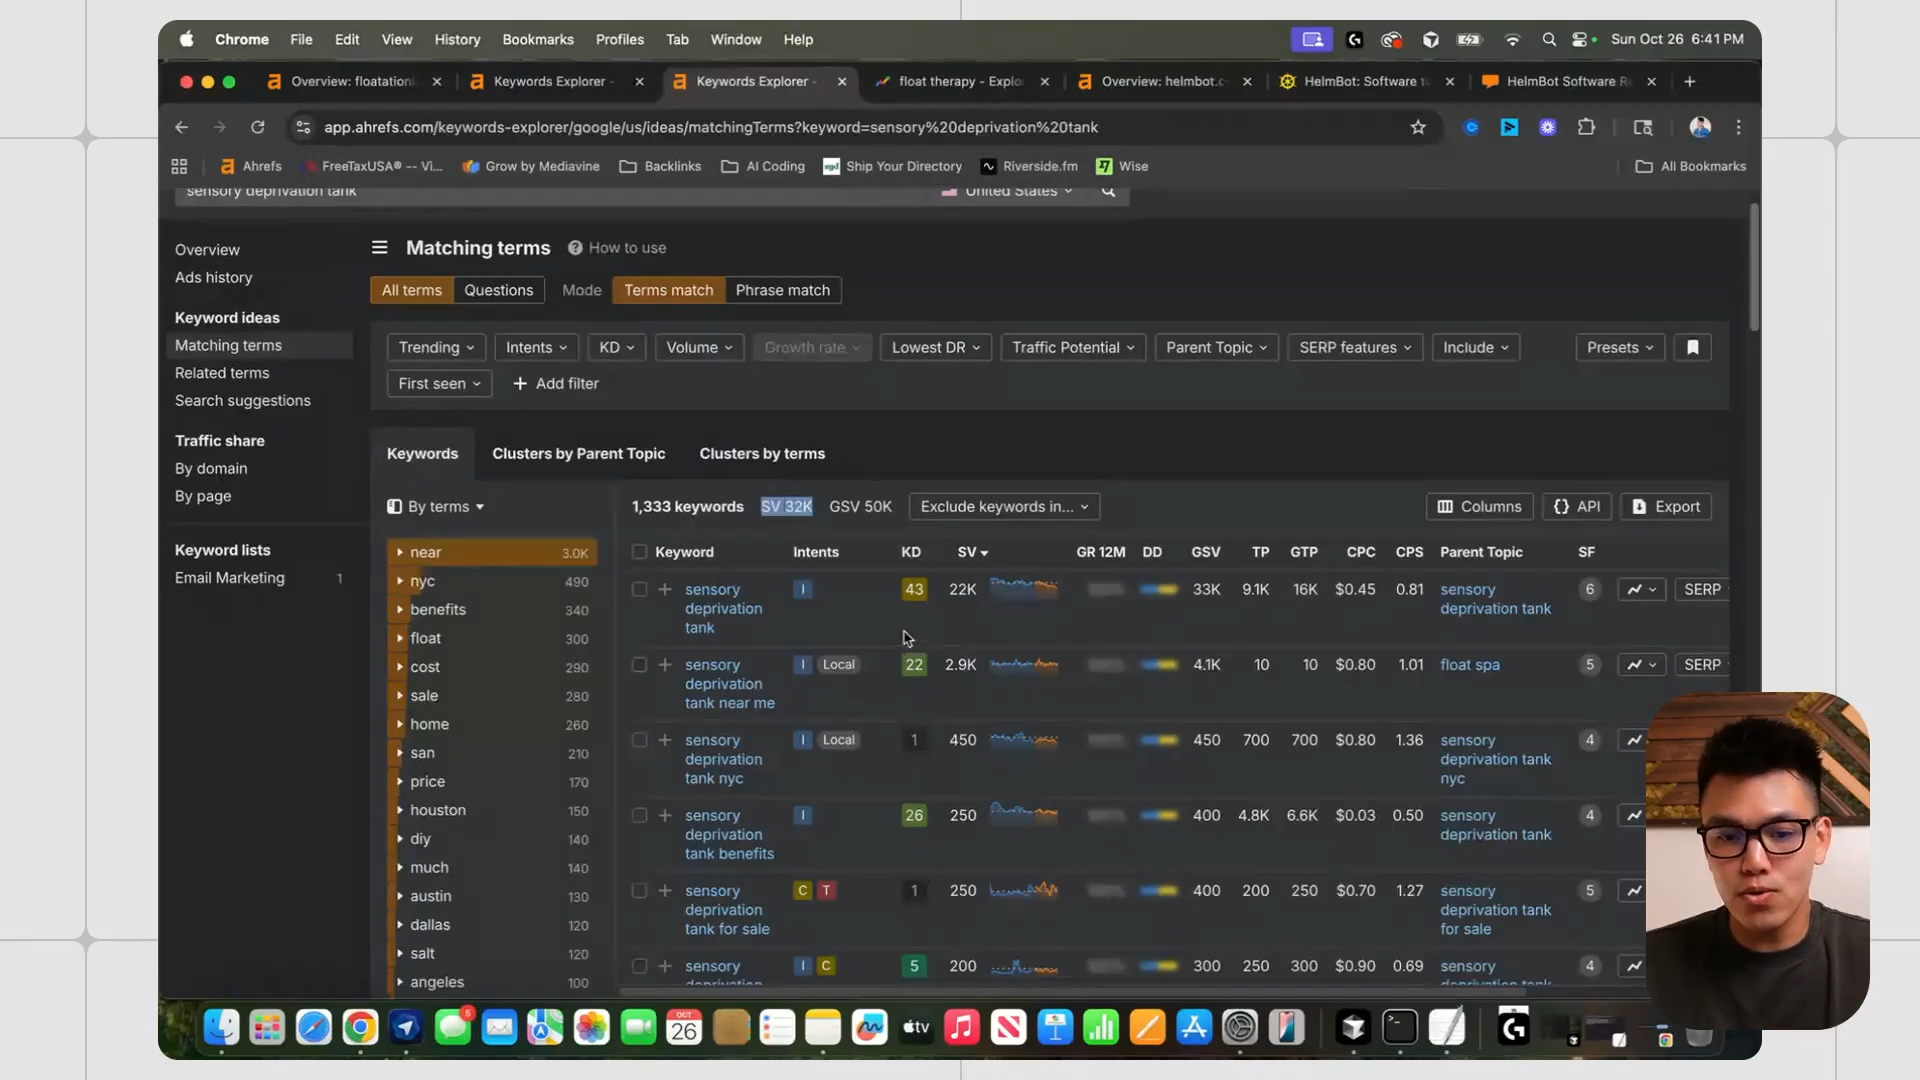 Chrome File Edit View History Bookmarks Profiles Tab Window Help Sun Oct 26 6:41 PM
Overview: floatation Keywords Explorer - Keywords Explorer - float therapy - Explo Overview: helmbot.c HelmBot: Software t HelmBot Software R
app.ahrefs.com/keywords-explorer/google/us/ideas/matchingTerms?keyword=sensory%20deprivation%20tank
Ahrefs FreeTaxUSA® -- Vi... Grow by Mediavine Backlinks AI Coding Ship Your Directory Riverside.fm Wise All Bookmarks
sensory deprivation tank United States
Overview
Ads history
Keyword ideas
Matching terms
Related terms
Search suggestions
Traffic share
By domain
By page
Keyword lists
Email Marketing 1
Matching terms How to use
All terms Questions Mode Terms match Phrase match
Trending Intents KD Volume Growth rate Lowest DR Traffic Potential Parent Topic SERP features Include Presets
First seen + Add filter
Keywords Clusters by Parent Topic Clusters by terms
By terms
near 3.0K
nyc 490
benefits 340
float 300
cost 290
sale 280
home 260
san 210
price 170
houston 150
diy 140
much 140
austin 130
dallas 120
salt 120
angeles 100
1,333 keywords SV 32K GSV 50K Exclude keywords in... Columns {} API Export
Keyword Intents KD SV GR 12M DD GSV TP GTP CPC CPS Parent Topic SF
sensory deprivation tank I 43 22K 33K 9.1K 16K $0.45 0.81 sensory deprivation tank 6 SERP
sensory deprivation tank near me I Local 22 2.9K 4.1K 10 10 $0.80 1.01 float spa 5 SERP
sensory deprivation tank nyc I Local 1 450 450 700 700 $0.80 1.36 sensory deprivation tank nyc 4
sensory deprivation tank benefits I 26 250 400 4.8K 6.6K $0.03 0.50 sensory deprivation tank 4
sensory deprivation tank for sale C T 1 250 400 200 250 $0.70 1.27 sensory deprivation tank for sale 5
sensory I C 5 200 300 250 300 $0.90 0.69 sensory 4
5
OCT
26
tv